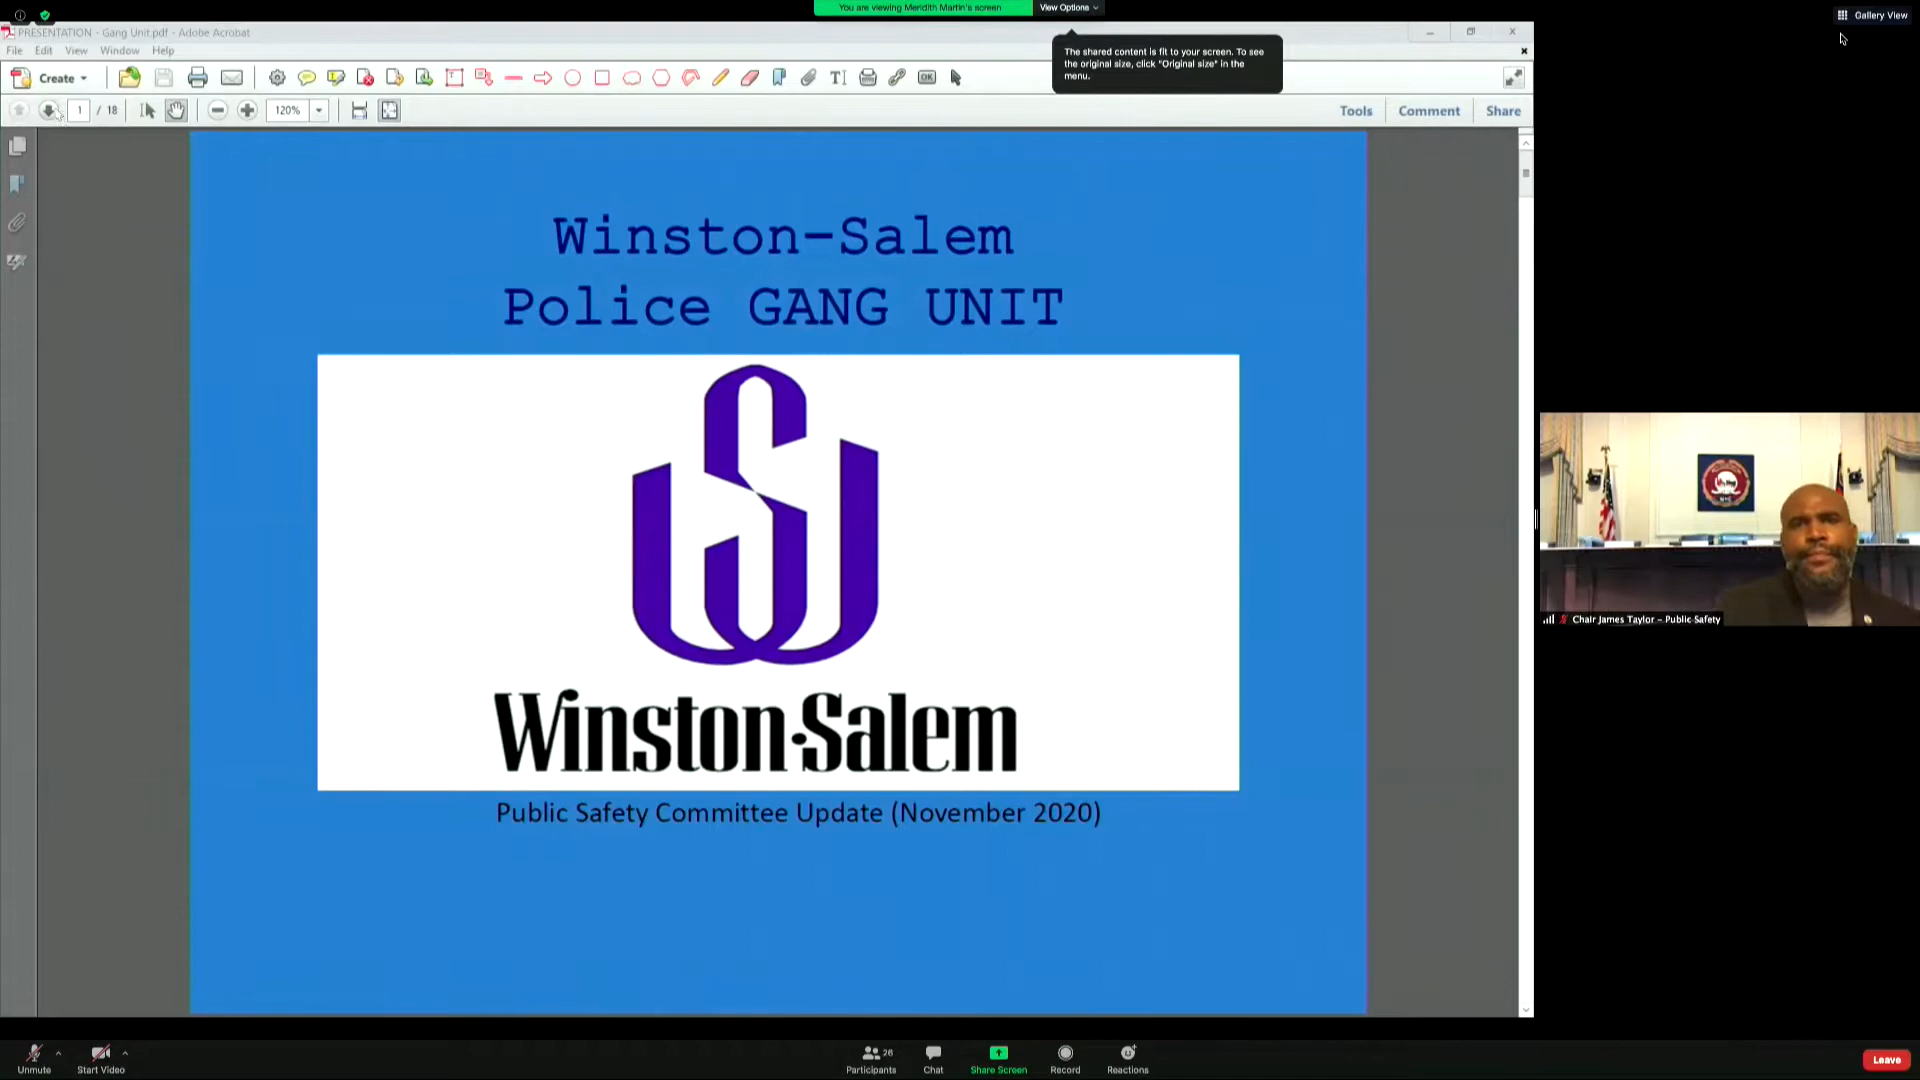 You are viewing Meridith Martin's screen
View Options
Gallery View
PRESENTATION - Gang Unit.pdf - Adobe Acrobat
File Edit View Window Help
The shared content is fit to your screen. To see
the original size, click "Original size" in the
menu.
Create
OK
1 / 18
120%
Tools Comment Share
Winston-Salem
Police GANG UNIT
Winston-Salem
Public Safety Committee Update (November 2020)
Chair James Taylor - Public Safety
Unmute
Start Video
26
Participants
Chat
Share Screen
Record
Reactions
Leave